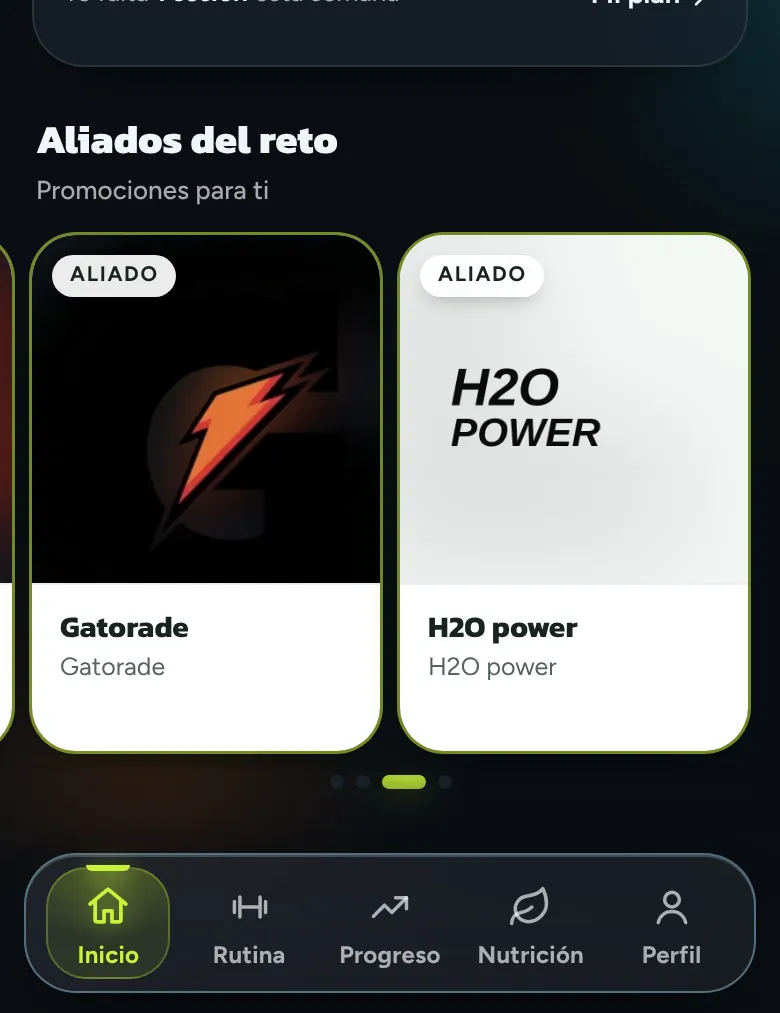 Aliados del reto
Promociones para ti
ALIADO
ALIADO
H2O
POWER
Gatorade
Gatorade
H2O power
H2O power
Inicio
Rutina
Progreso
Nutrición
Perfil